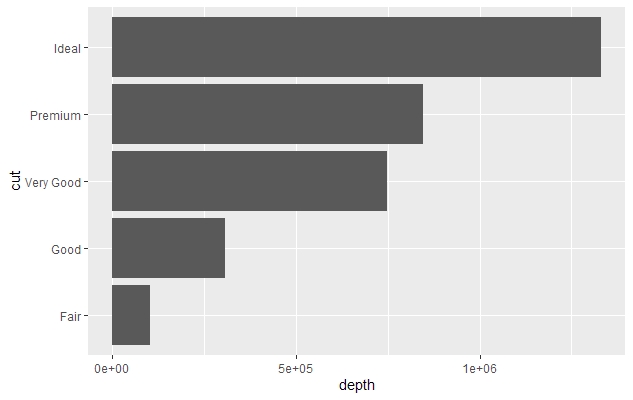 Ideal
Premium
Very Good
Good
Fair
cut
0e+00 5e+05 1e+06
depth